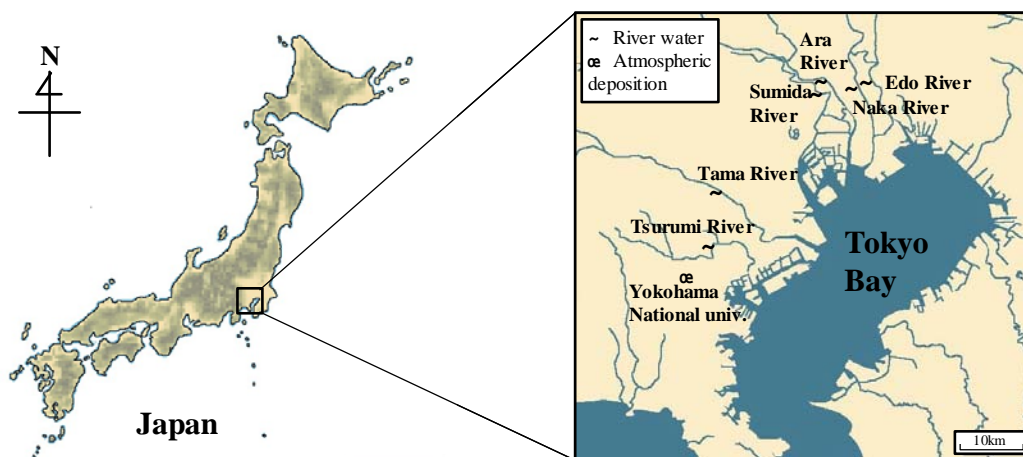 N
Japan
~ River water
œ Atmospheric
deposition
Ara
River
Edo River
Sumida
River
Naka River
Tama River
Tsurumi River
Tokyo
Bay
œ
Yokohama
National univ.
10km